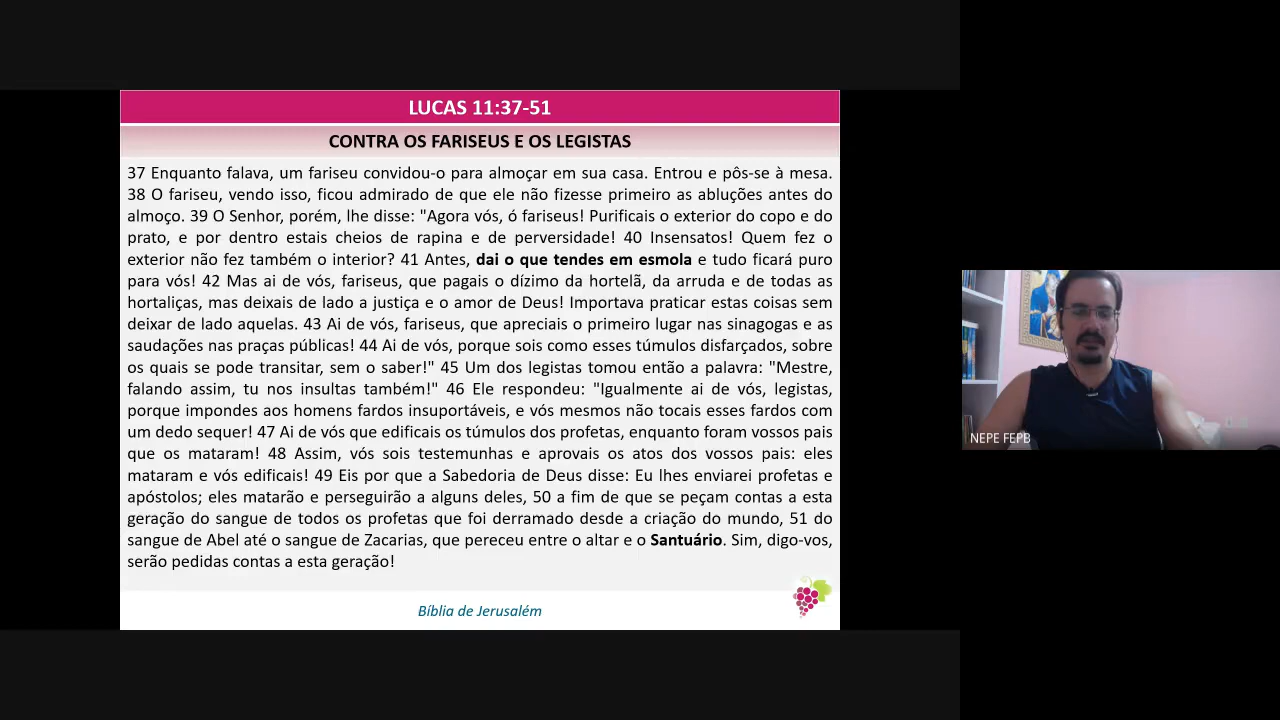 LUCAS 11:37-51
CONTRA OS FARISEUS E OS LEGISTAS
37 Enquanto falava, um fariseu convidou-o para almoçar em sua casa. Entrou e pôs-se à mesa.
38 O fariseu, vendo isso, ficou admirado de que ele não fizesse primeiro as abluções antes do
almoço. 39 O Senhor, porém, lhe disse: "Agora vós, ó fariseus! Purificais o exterior do copo e do
prato, e por dentro estais cheios de rapina e de perversidade! 40 Insensatos! Quem fez o
exterior não fez também o interior? 41 Antes, dai o que tendes em esmola e tudo ficará puro
para vós! 42 Mas ai de vós, fariseus, que pagais o dízimo da hortelã, da arruda e de todas as
hortaliças, mas deixais de lado a justiça e o amor de Deus! Importava praticar estas coisas sem
deixar de lado aquelas. 43 Ai de vós, fariseus, que apreciais o primeiro lugar nas sinagogas e as
saudações nas praças públicas! 44 Ai de vós, porque sois como esses túmulos disfarçados, sobre
os quais se pode transitar, sem o saber!" 45 Um dos legistas tomou então a palavra: "Mestre,
falando assim, tu nos insultas também!" 46 Ele respondeu: "Igualmente ai de vós, legistas,
porque impondes aos homens fardos insuportáveis, e vós mesmos não tocais esses fardos com
um dedo sequer! 47 Ai de vós que edificais os túmulos dos profetas, enquanto foram vossos pais
que os mataram! 48 Assim, vós sois testemunhas e aprovais os atos dos vossos pais: eles
mataram e vós edificais! 49 Eis por que a Sabedoria de Deus disse: Eu lhes enviarei profetas e
apóstolos; eles matarão e perseguirão a alguns deles, 50 a fim de que se peçam contas a esta
geração do sangue de todos os profetas que foi derramado desde a criação do mundo, 51 do
sangue de Abel até o sangue de Zacarias, que pereceu entre o altar e o Santuário. Sim, digo-vos,
serão pedidas contas a esta geração!
Bíblia de Jerusalém
NEPE FEPB